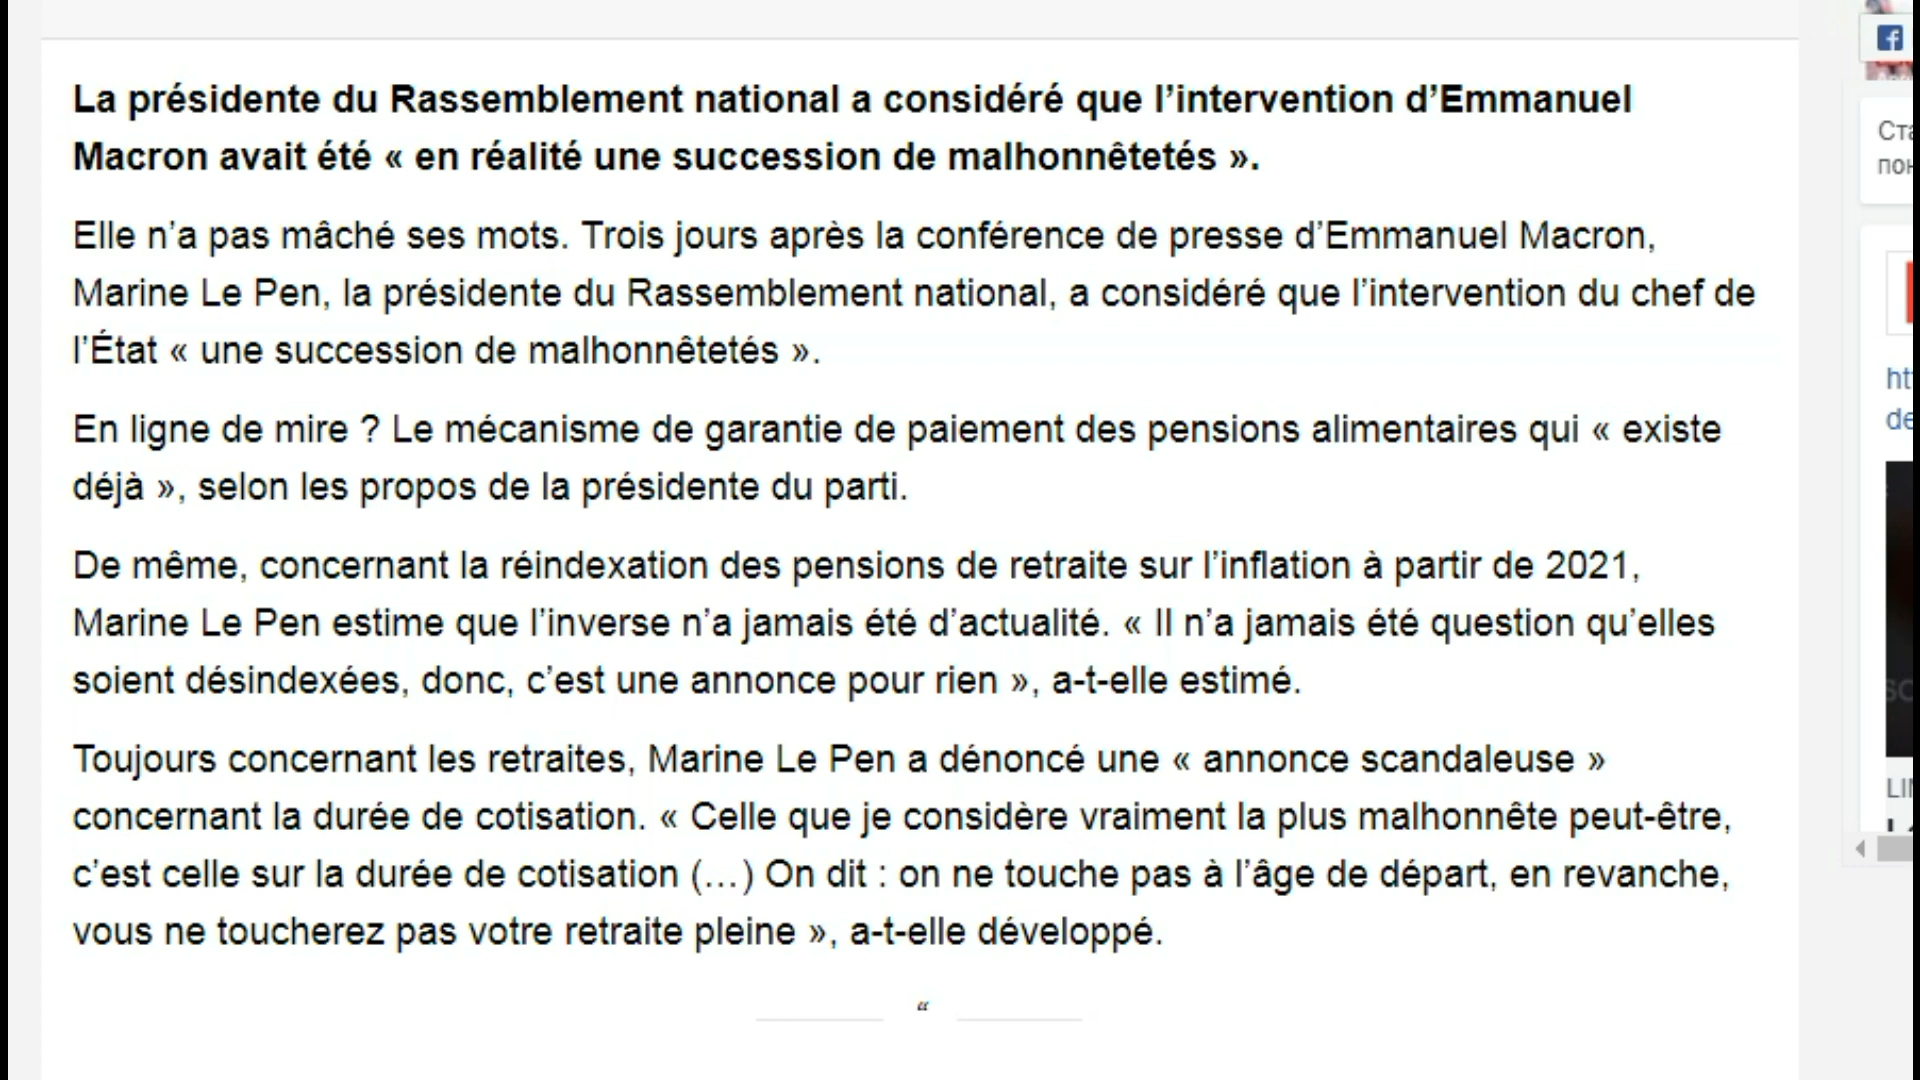 La présidente du Rassemblement national a considéré que l’intervention d’Emmanuel
Macron avait été « en réalité une succession de malhonnêtetés ».
Elle n’a pas mâché ses mots. Trois jours après la conférence de presse d’Emmanuel Macron,
Marine Le Pen, la présidente du Rassemblement national, a considéré que l’intervention du chef de
l’État « une succession de malhonnêtetés ».
En ligne de mire ? Le mécanisme de garantie de paiement des pensions alimentaires qui « existe
déjà », selon les propos de la présidente du parti.
De même, concernant la réindexation des pensions de retraite sur l’inflation à partir de 2021,
Marine Le Pen estime que l’inverse n’a jamais été d’actualité. « Il n’a jamais été question qu’elles
soient désindexées, donc, c’est une annonce pour rien », a-t-elle estimé.
Toujours concernant les retraites, Marine Le Pen a dénoncé une « annonce scandaleuse »
concernant la durée de cotisation. « Celle que je considère vraiment la plus malhonnête peut-être,
c’est celle sur la durée de cotisation (…) On dit : on ne touche pas à l’âge de départ, en revanche,
vous ne toucherez pas votre retraite pleine », a-t-elle développé.
“